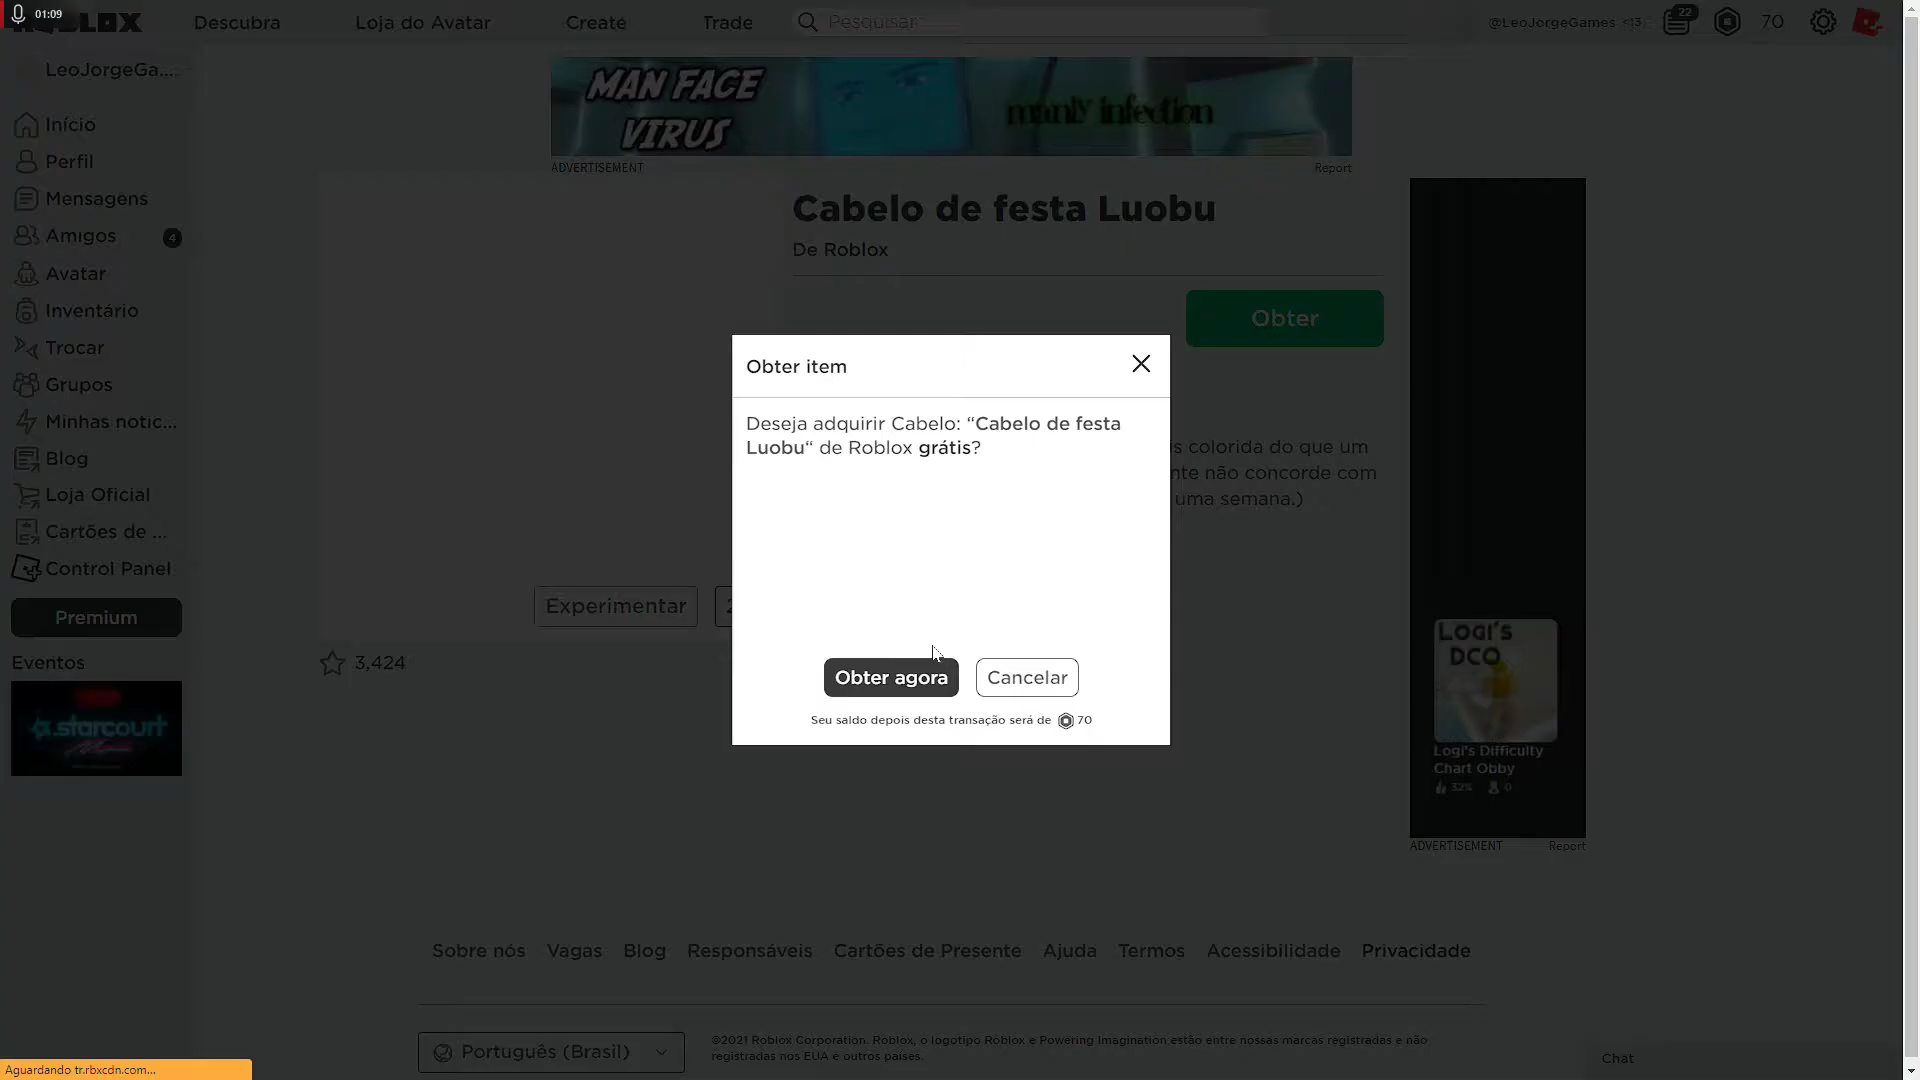 01:09
ROBLOX
Descubra
Loja do Avatar
Create
Trade
Pesquisar
@LeoJorgeGames <13
22
70
LeoJorgeGa....
Início
Perfil
Mensagens
Amigos
4
Avatar
Inventário
Trocar
Grupos
Minhas notíc...
Blog
Loja Oficial
Cartões de ...
Control Panel
Premium
Eventos
starcourt
MAN FACE
VIRUS
manly infection
ADVERTISEMENT
Report
Cabelo de festa Luobu
De Roblox
Obter
Obter item
Deseja adquirir Cabelo: “Cabelo de festa
Luobu“ de Roblox grátis?
is colorida do que um
nte não concorde com
uma semana.)
Experimentar
Obter agora
Cancelar
Seu saldo depois desta transação será de 70
3,424
LOGI'S
DCO
Logi's Difficulty
Chart Obby
32% 0
ADVERTISEMENT
Report
Sobre nós
Vagas
Blog
Responsáveis
Cartões de Presente
Ajuda
Termos
Acessibilidade
Privacidade
Português (Brasil)
©2021 Roblox Corporation. Roblox, o logotipo Roblox e Powering Imagination estão entre nossas marcas registradas e não
registradas nos EUA e outros países.
Chat
Aguardando tr.rbxcdn.com...